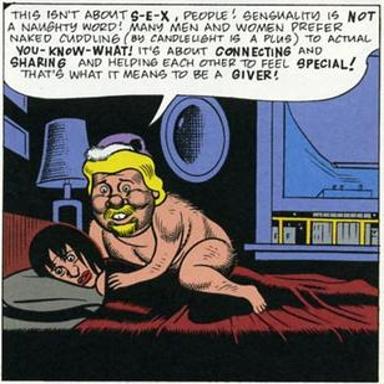 THIS ISN'T ABOUT S-E-X, PEOPLE! SENSUALITY IS NOT
A NAUGHTY WORD! MANY MEN AND WOMEN PREFER
NAKED CUDDLING (BY CANDLELIGHT IS A PLUS) TO ACTUAL
YOU-KNOW-WHAT! IT'S ABOUT CONNECTING AND
SHARING AND HELPING EACH OTHER TO FEEL SPECIAL!
THAT'S WHAT IT MEANS TO BE A GIVER!